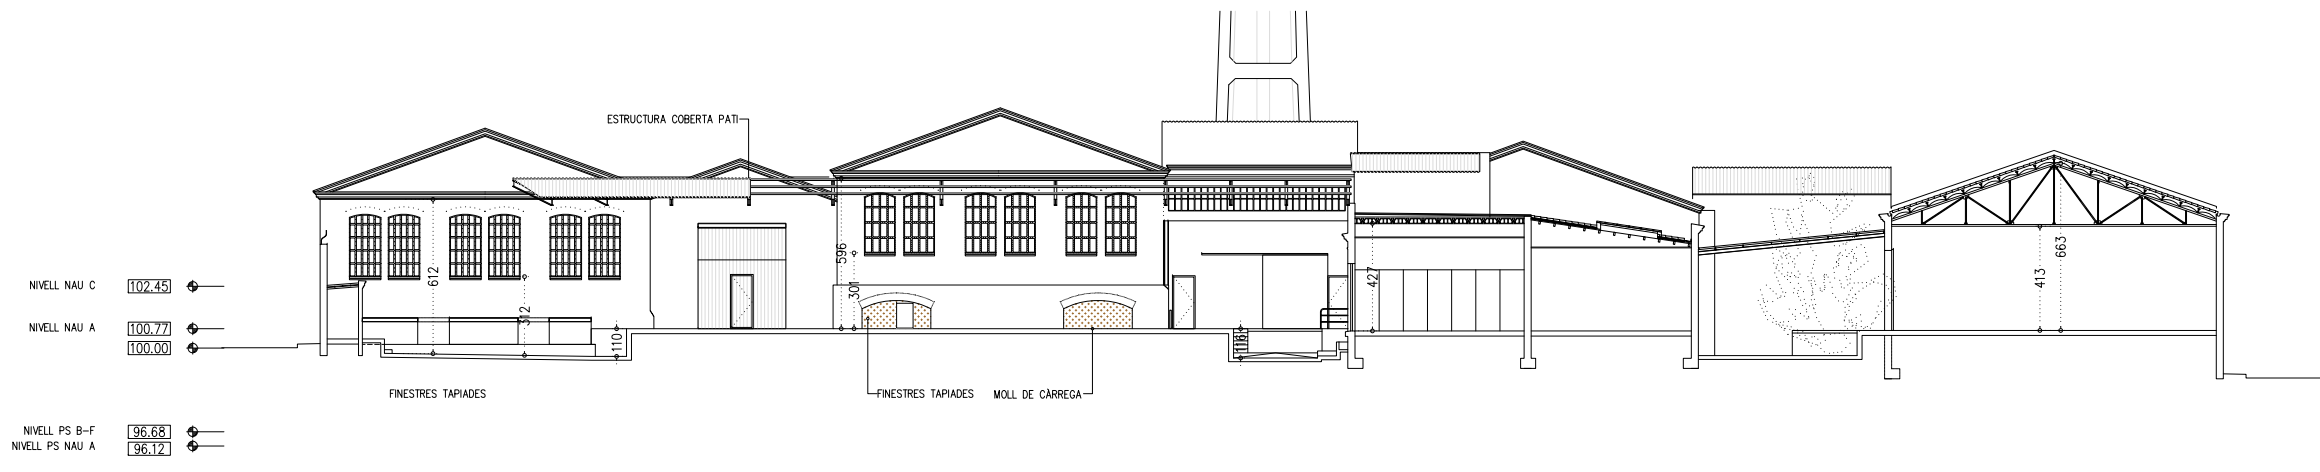 ESTRUCTURA COBERTA PATI
596
612
301
312
427
413
663
NIVELL NAU C 102.45
NIVELL NAU A 100.77
100.00
110
116
FINESTRES TAPIADES
FINESTRES TAPIADES
MOLL DE CÀRREGA
NIVELL PS B-F 96.68
NIVELL PS NAU A 96.12